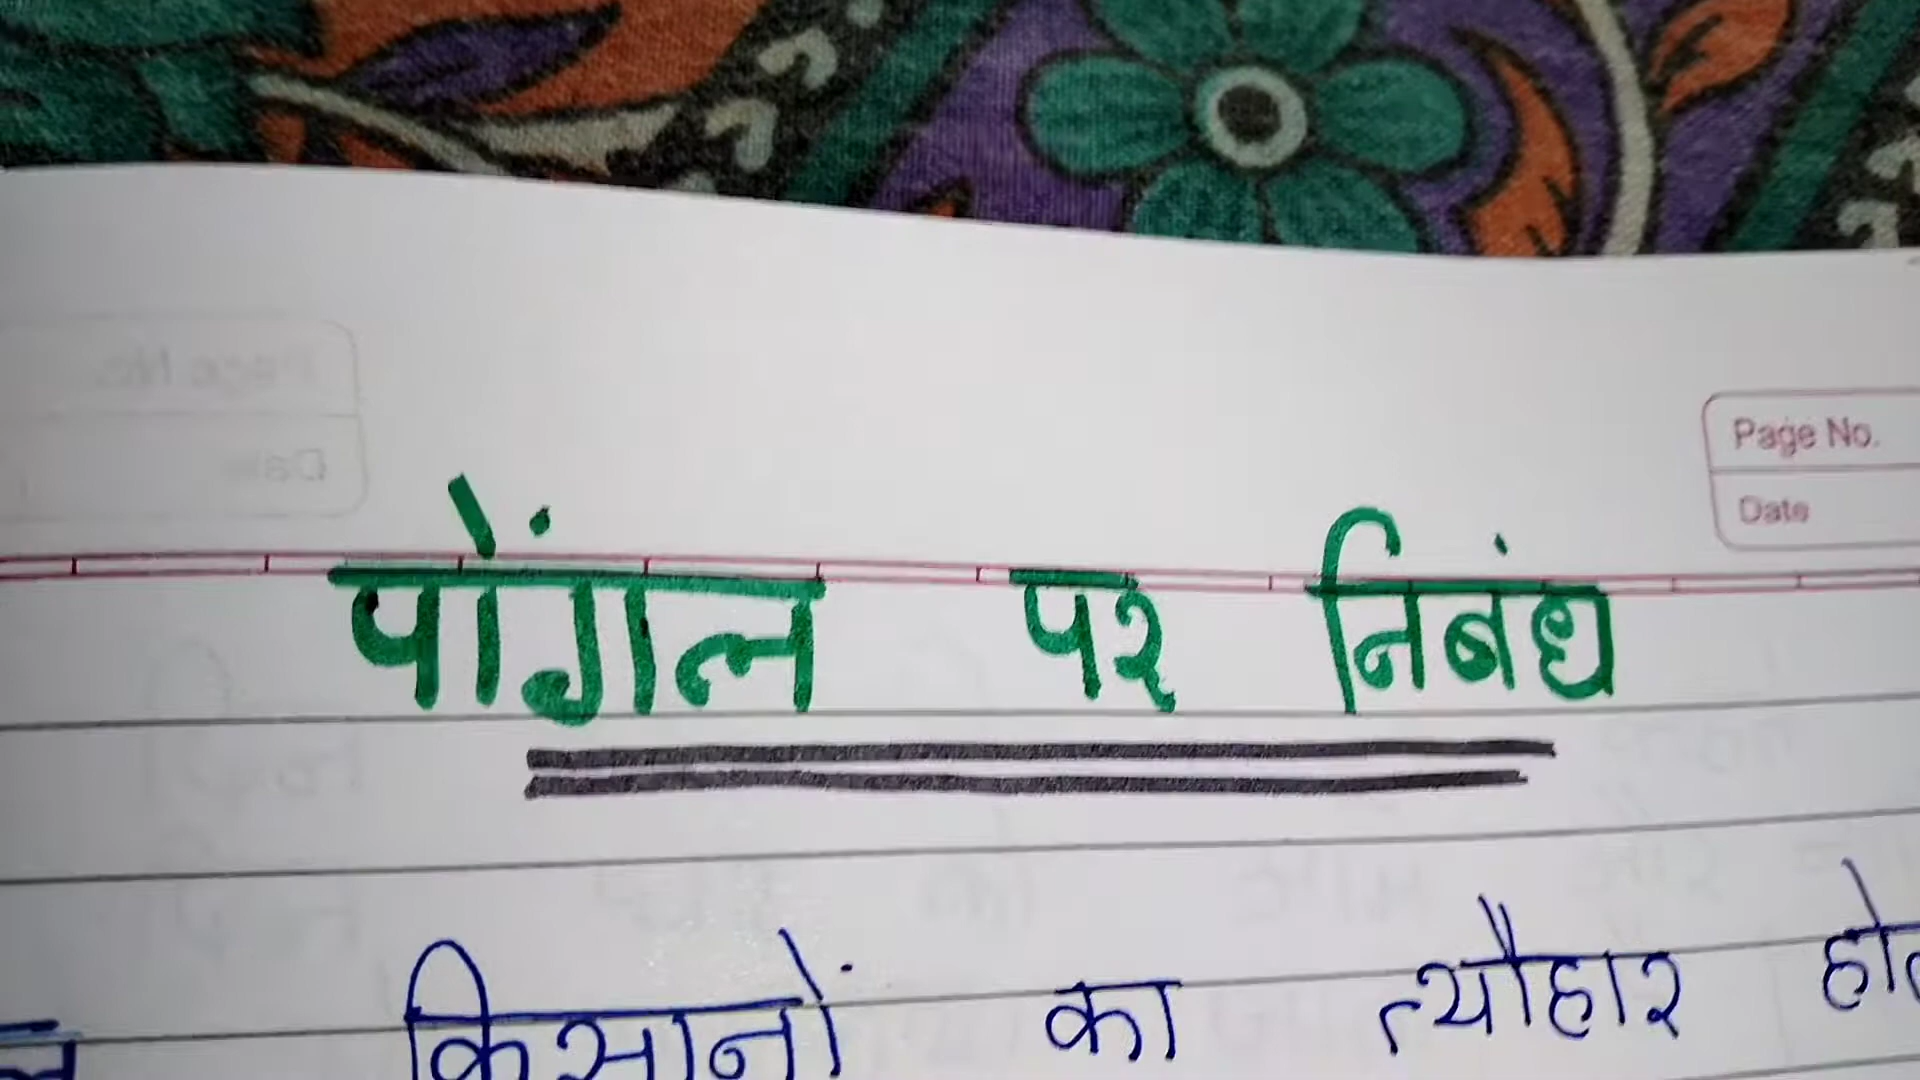 Page No.
Date
पोंगल पर निबंध
किसानों का त्यौहार